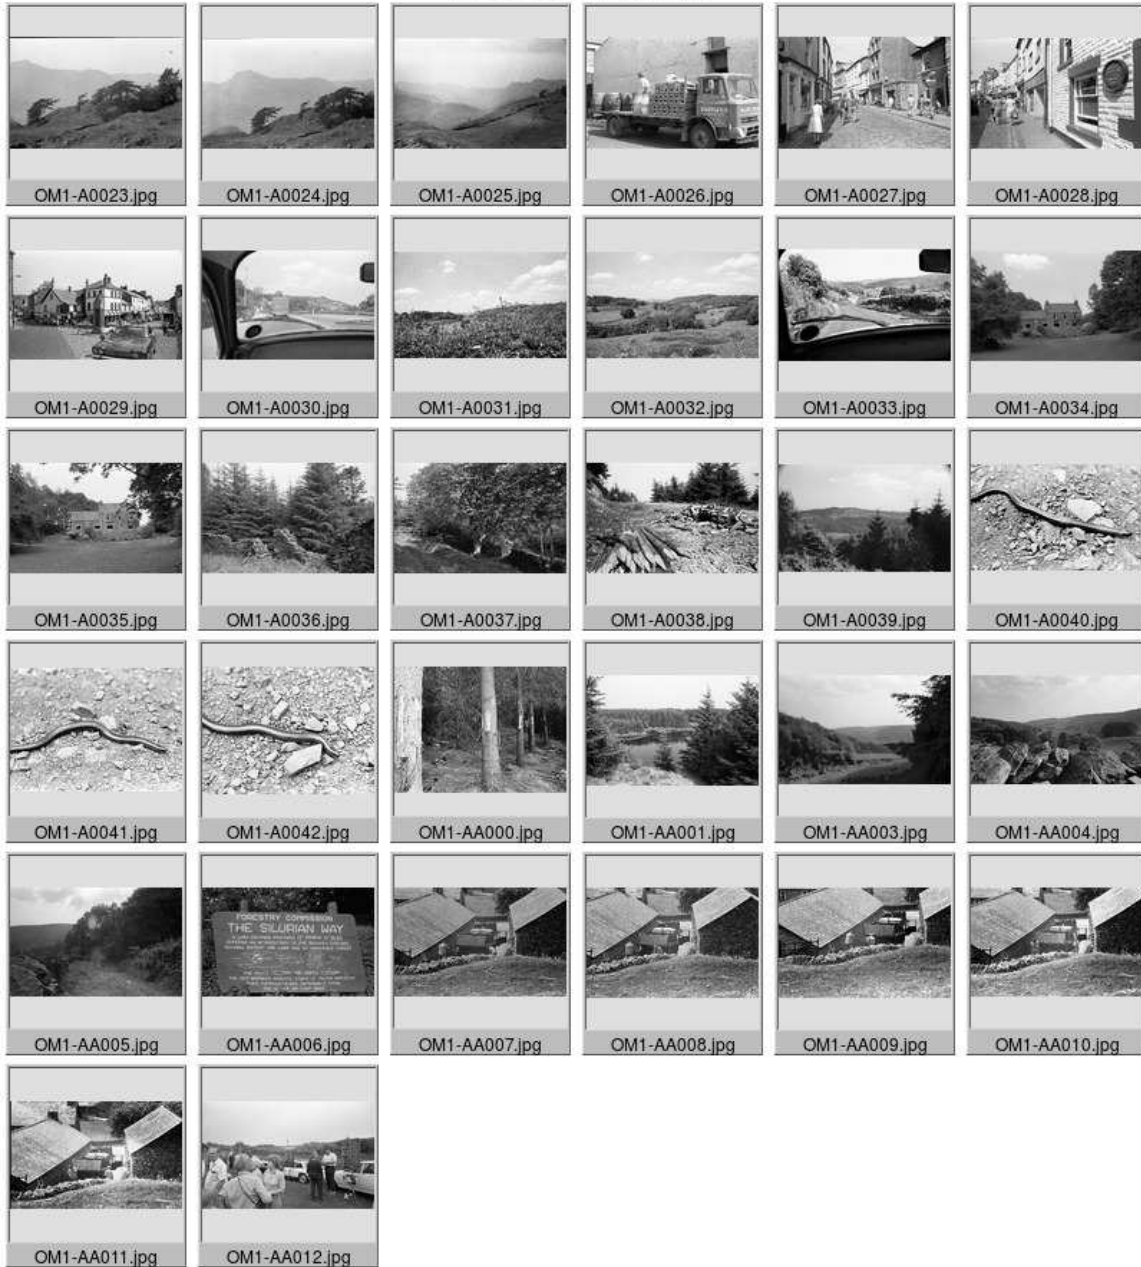 OM1-A0023.jpg OM1-A0024.jpg OM1-A0025.jpg OM1-A0026.jpg OM1-A0027.jpg OM1-A0028.jpg
OM1-A0029.jpg OM1-A0030.jpg OM1-A0031.jpg OM1-A0032.jpg OM1-A0033.jpg OM1-A0034.jpg
OM1-A0035.jpg OM1-A0036.jpg OM1-A0037.jpg OM1-A0038.jpg OM1-A0039.jpg OM1-A0040.jpg
OM1-A0041.jpg OM1-A0042.jpg OM1-AA000.jpg OM1-AA001.jpg OM1-AA003.jpg OM1-AA004.jpg
FORESTRY COMMISSION
THE SILURIAN WAY
OM1-AA005.jpg OM1-AA006.jpg OM1-AA007.jpg OM1-AA008.jpg OM1-AA009.jpg OM1-AA010.jpg
OM1-AA011.jpg OM1-AA012.jpg